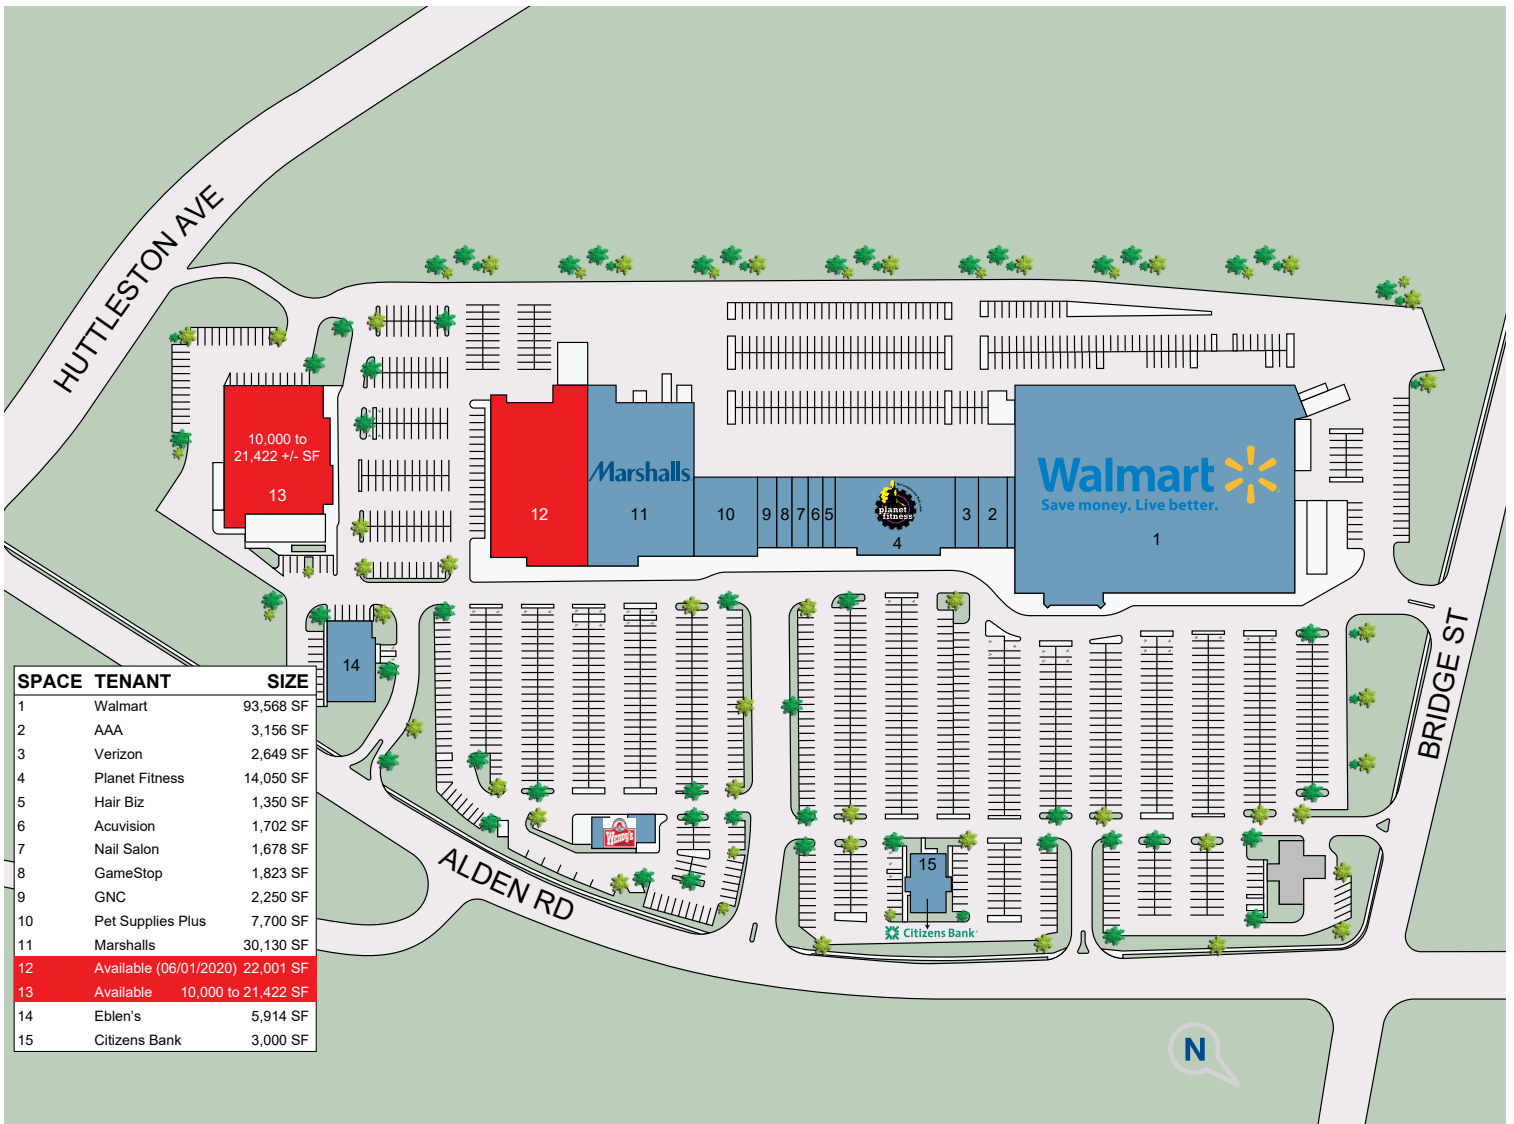 HUTTLESTON AVE
10,000 to
21,422 +/- SF
13
12
Marshalls
11
10
9
8
7
6
5
planet
fitness
4
3
2
Walmart
Save money. Live better.
1
14
BRIDGE ST
ALDEN RD
Wendy's
15
Citizens Bank
N
SPACE TENANT SIZE
1 Walmart 93,568 SF
2 AAA 3,156 SF
3 Verizon 2,649 SF
4 Planet Fitness 14,050 SF
5 Hair Biz 1,350 SF
6 Acuvision 1,702 SF
7 Nail Salon 1,678 SF
8 GameStop 1,823 SF
9 GNC 2,250 SF
10 Pet Supplies Plus 7,700 SF
11 Marshalls 30,130 SF
12 Available (06/01/2020) 22,001 SF
13 Available 10,000 to 21,422 SF
14 Eblen's 5,914 SF
15 Citizens Bank 3,000 SF